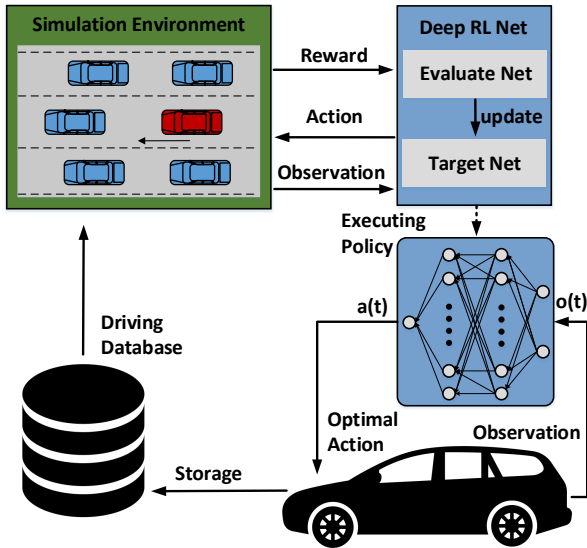 Simulation Environment
Deep RL Net
Reward
Evaluate Net
update
Action
Target Net
Observation
Executing
Policy
a(t)
o(t)
Driving
Database
Optimal
Action
Observation
Storage